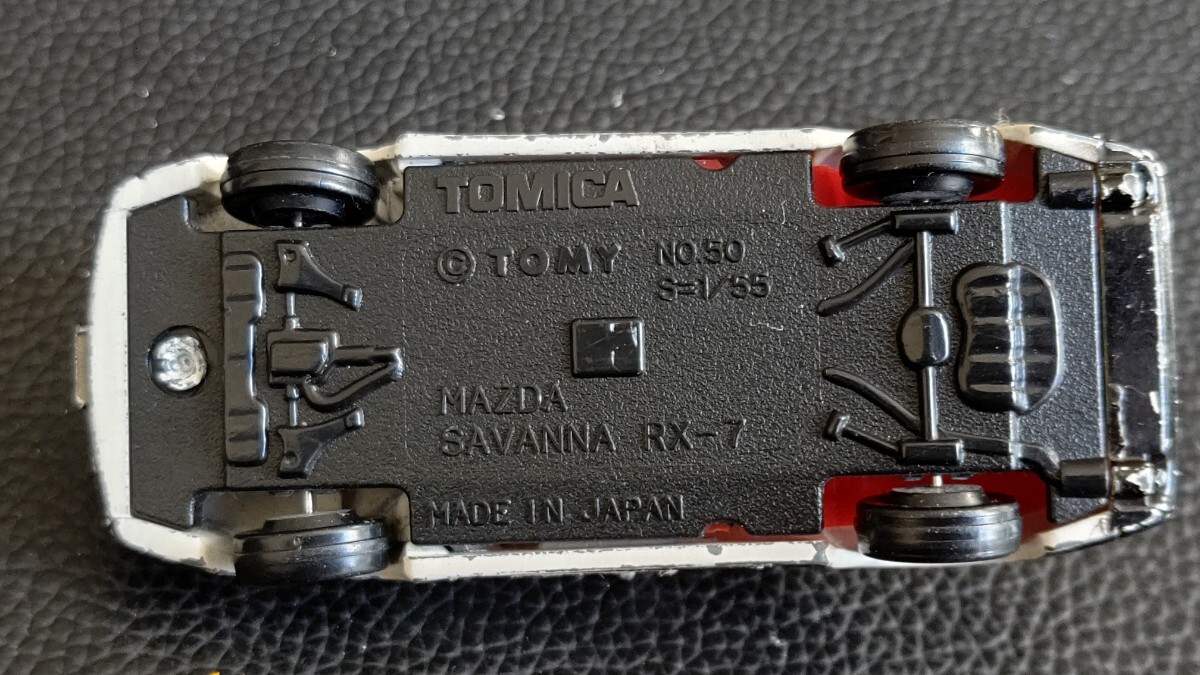 TOMICA
© TOMY NO.50
S=1/55
MAZDA
SAVANNA RX-7
MADE IN JAPAN